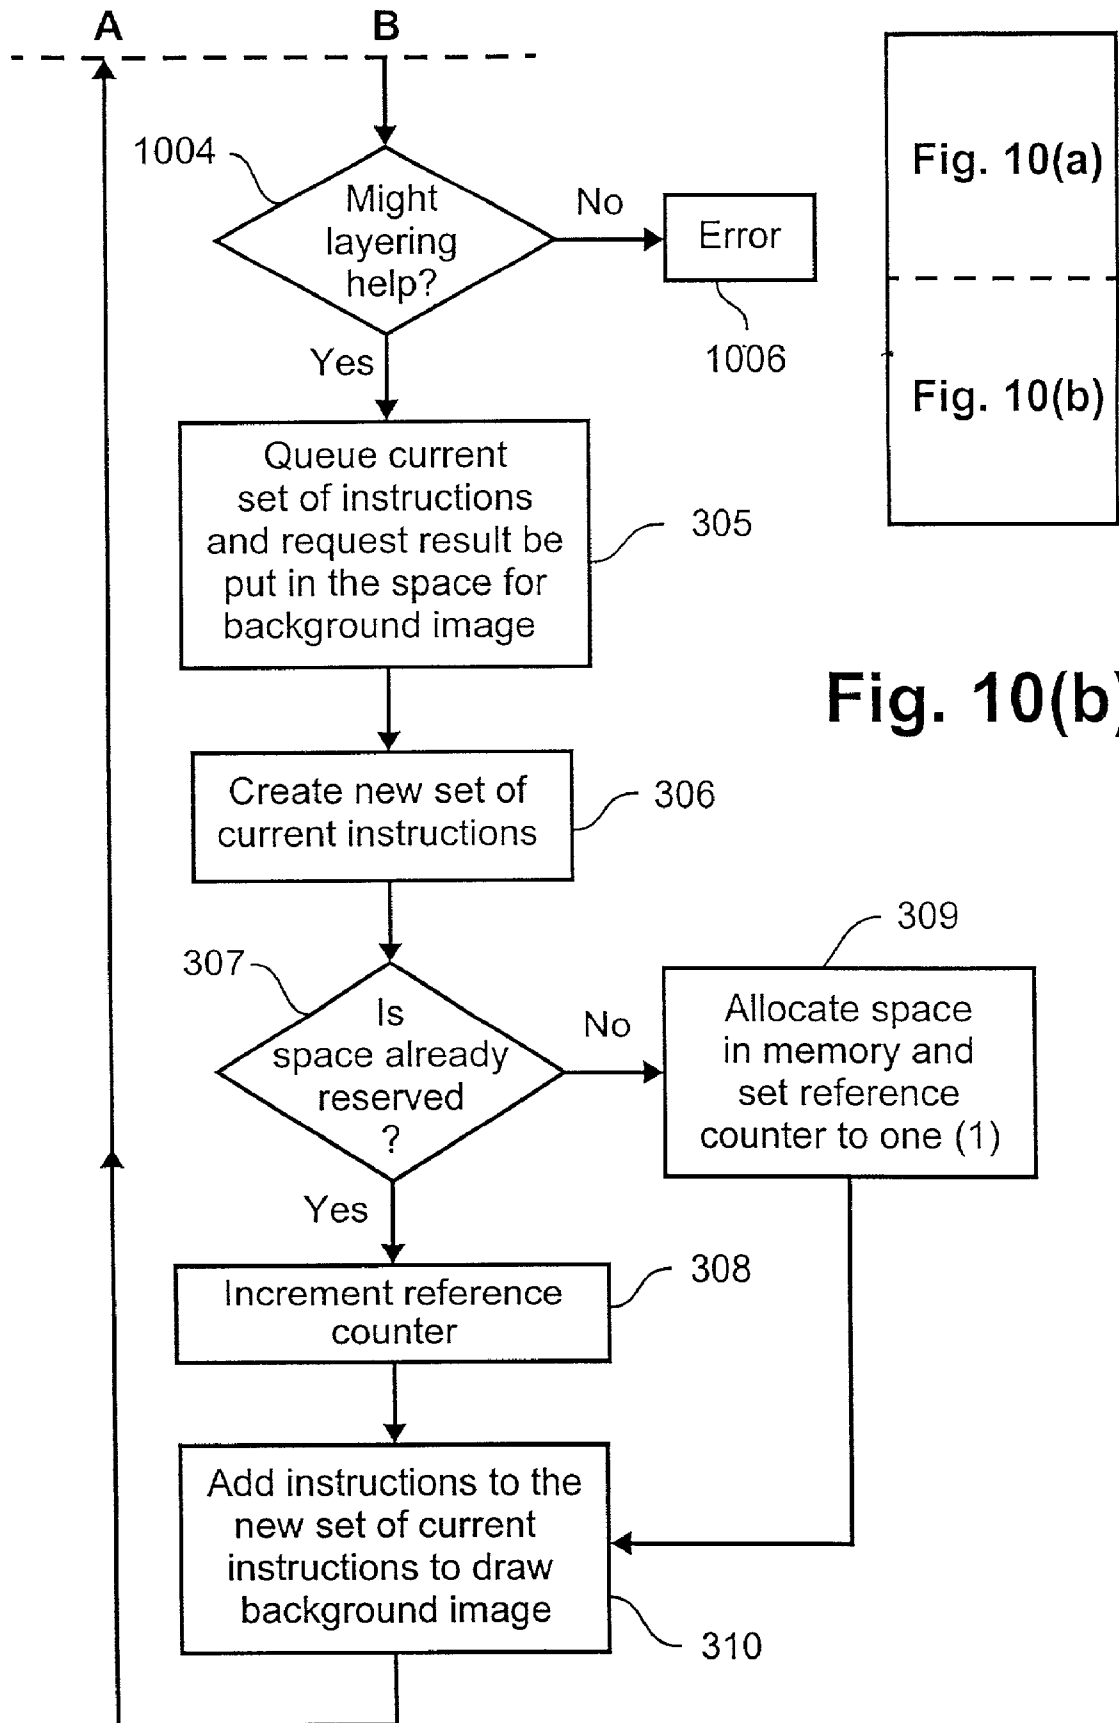 A
B
1004
Might
layering
help?
No
Error
1006
Yes
Fig. 10(a)
Fig. 10(b)
Queue current
set of instructions
and request result be
put in the space for
background image
305
Fig. 10(b)
Create new set of
current instructions
306
307
Is
space already
reserved
?
No
309
Allocate space
in memory and
set reference
counter to one (1)
Yes
Increment reference
counter
308
Add instructions to the
new set of current
instructions to draw
background image
310